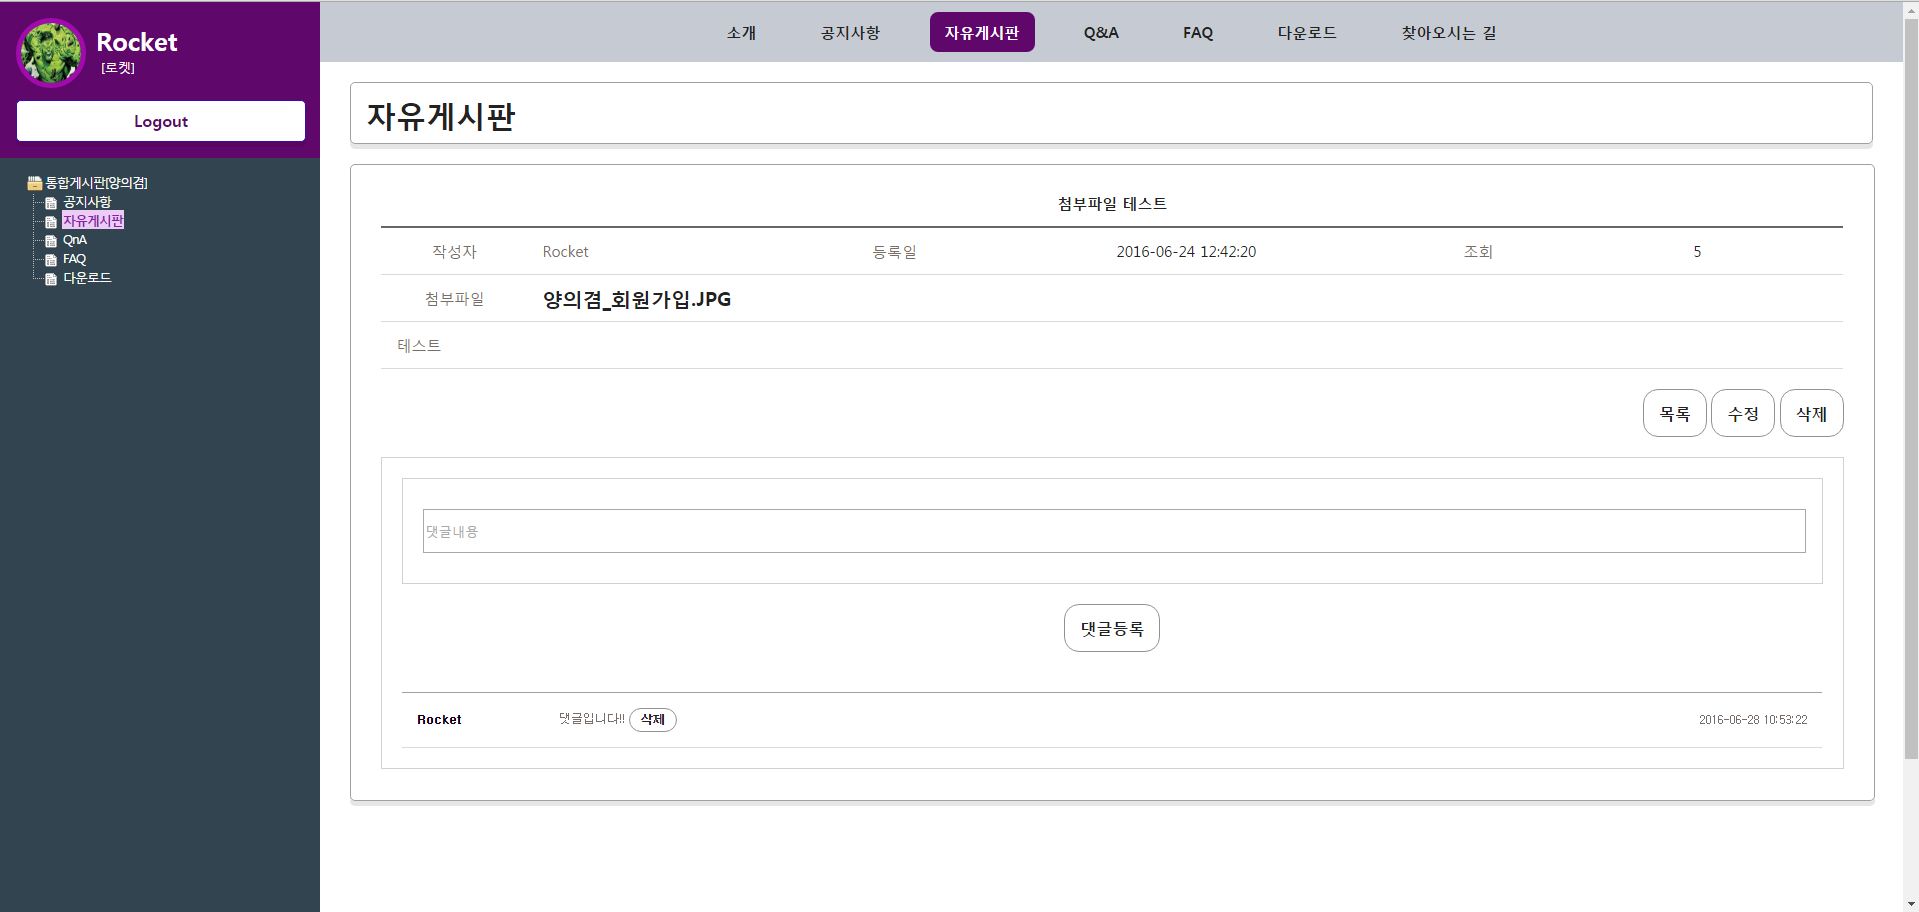 Rocket
[로켓]
Logout
통합게시판[양의겸]
공지사항
자유게시판
QnA
FAQ
다운로드
소개 공지사항 자유게시판 Q&A FAQ 다운로드 찾아오시는 길
자유게시판
첨부파일 테스트
작성자 Rocket 등록일 2016-06-24 12:42:20 조회 5
첨부파일 양의겸_회원가입.JPG
테스트
목록 수정 삭제
댓글내용
댓글등록
Rocket 댓글입니다!! 삭제 2016-06-28 10:53:22